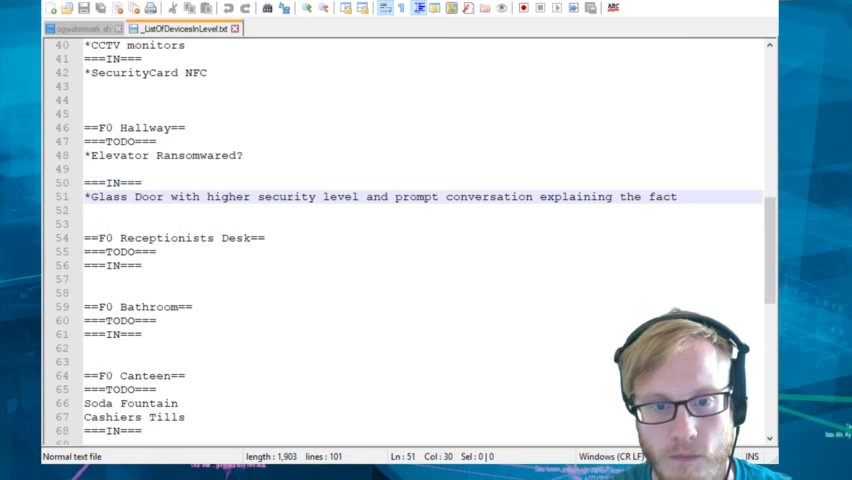 ogwatermark.sh
_ListOfDevicesInLevel.txt
40 *CCTV monitors
41 ===IN===
42 *SecurityCard NFC
43
44
45
46 ==F0 Hallway==
47 ===TODO===
48 *Elevator Ransomwared?
49
50 ===IN===
51 *Glass Door with higher security level and prompt conversation explaining the fact
52
53
54 ==F0 Receptionists Desk==
55 ===TODO===
56 ===IN===
57
58
59 ==F0 Bathroom==
60 ===TODO===
61 ===IN===
62
63
64 ==F0 Canteen==
65 ===TODO===
66 Soda Fountain
67 Cashiers Tills
68 ===IN===
Normal text file length : 1,903 lines : 101 Ln : 51 Col : 30 Sel : 0 | 0 Windows (CR LF) INS